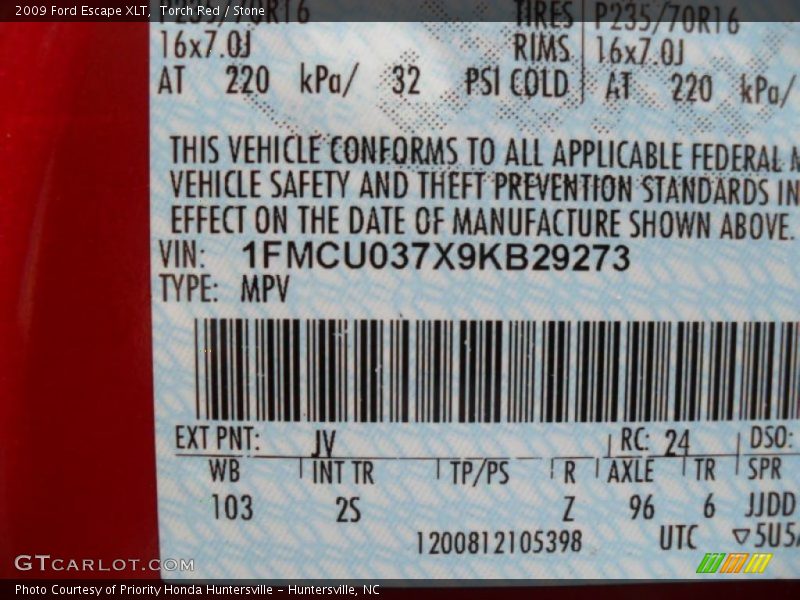 2009 Ford Escape XLT, Torch Red / Stone
TIRES P235/70R16
16x7.0J RIMS 16x7.0J
AT 220 kPa/ 32 PSI COLD AT 220 kPa/
THIS VEHICLE CONFORMS TO ALL APPLICABLE FEDERAL M
VEHICLE SAFETY AND THEFT PREVENTION STANDARDS IN
EFFECT ON THE DATE OF MANUFACTURE SHOWN ABOVE.
VIN: 1FMCU037X9KB29273
TYPE: MPV
EXT PNT: JV RC: 24 DSO:
WB INT TR TP/PS R AXLE TR SPR
103 2S Z 96 6 JJDD
1200812105398 UTC ▽5U5A
GTCARLOT.COM
Photo Courtesy of Priority Honda Huntersville - Huntersville, NC